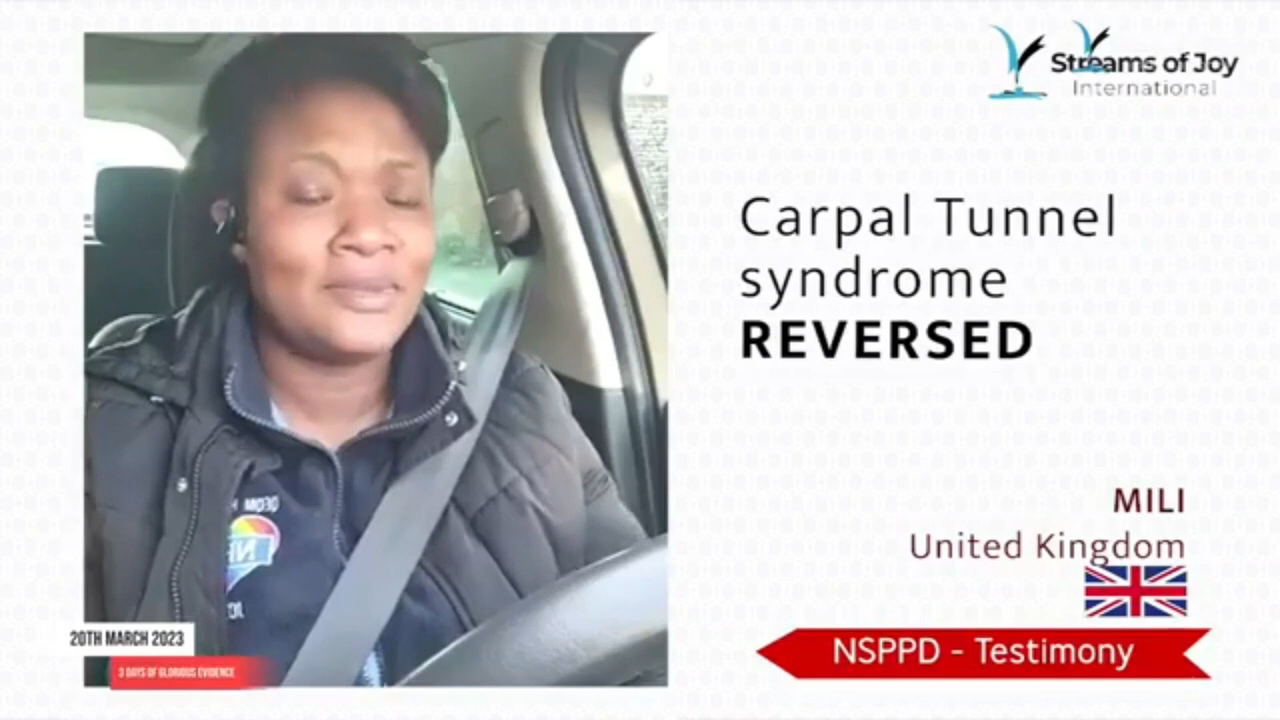 Streams of Joy
International
Carpal Tunnel
syndrome
REVERSED
MILI
United Kingdom
NSPPD - Testimony
20TH MARCH 2023
3 DAYS OF GLORIOUS EVIDENCE